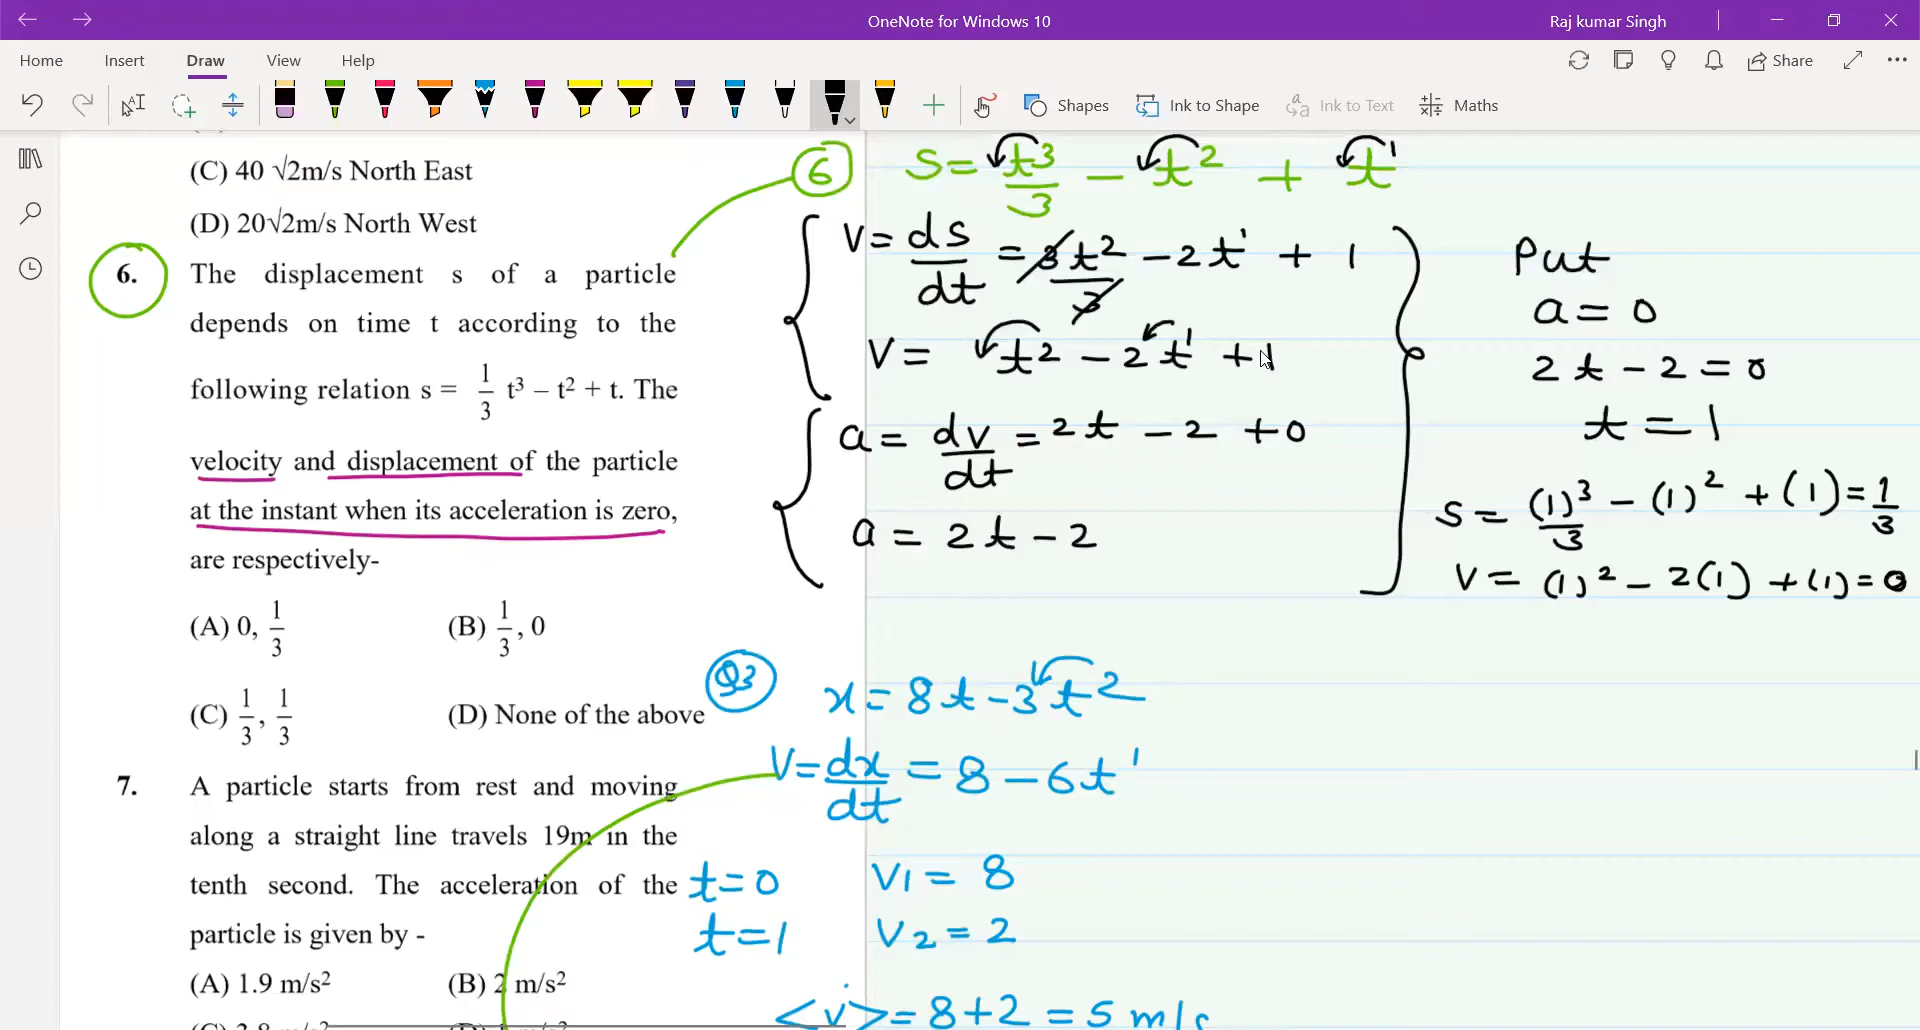 OneNote for Windows 10
Raj kumar Singh
Home Insert Draw View Help
Share
Shapes Ink to Shape Ink to Text Maths
(C) 40 √2m/s North East
(D) 20√2m/s North West
6. The displacement s of a particle
depends on time t according to the
following relation s = 1/3 t³ – t² + t. The
velocity and displacement of the particle
at the instant when its acceleration is zero,
are respectively-
(A) 0, 1/3 (B) 1/3, 0
(C) 1/3, 1/3 (D) None of the above
7. A particle starts from rest and moving
along a straight line travels 19m in the
tenth second. The acceleration of the
particle is given by -
(A) 1.9 m/s² (B) 2 m/s²
6
S = t³/3 - t² + t¹
V = ds/dt = 3t²/3 - 2t¹ + 1
V = t² - 2t¹ + 1
a = dv/dt = 2t - 2 + 0
a = 2t - 2
Put
a = 0
2t - 2 = 0
t = 1
S = (1)³/3 - (1)² + (1) = 1/3
V = (1)² - 2(1) + (1) = 0
Q3
x = 8t - 3t²
V = dx/dt = 8 - 6t¹
t = 0 V1 = 8
t = 1 V2 = 2
<v> = 8+2 = 5 m/s